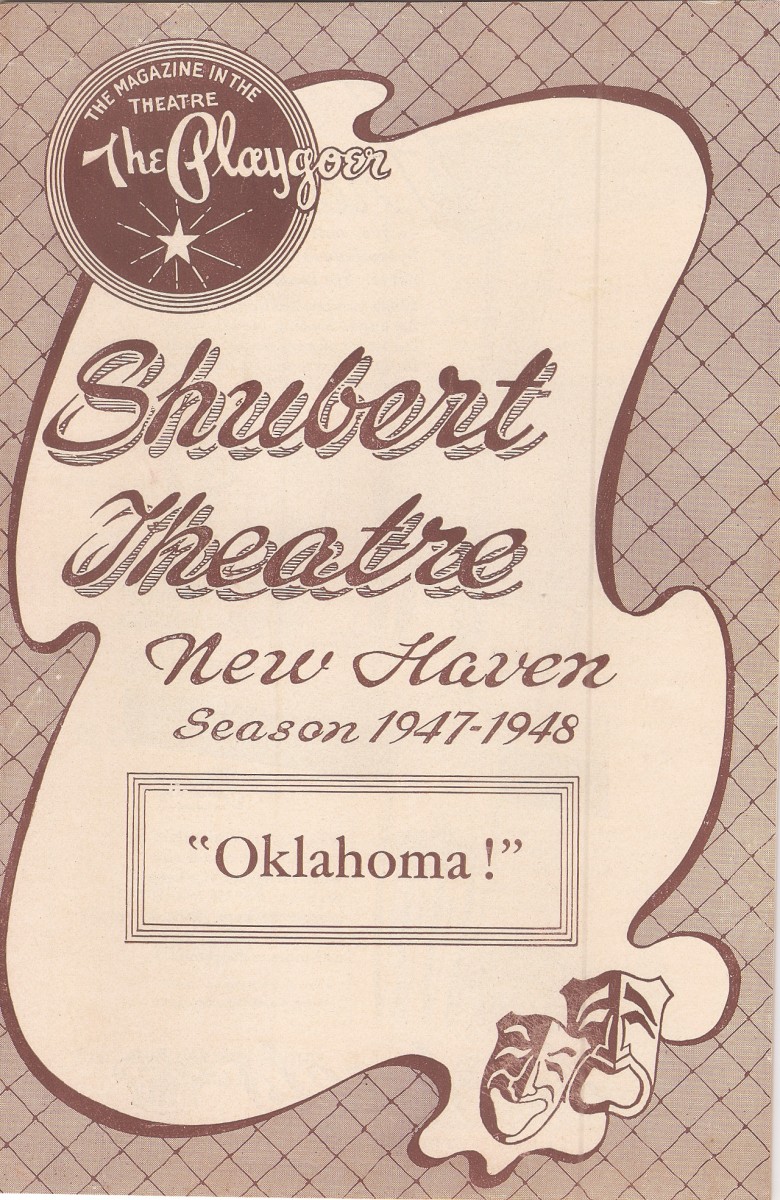 THE MAGAZINE IN THE
THEATRE
The Playgoer
Shubert
Theatre
New Haven
Season 1947-1948
“Oklahoma !”